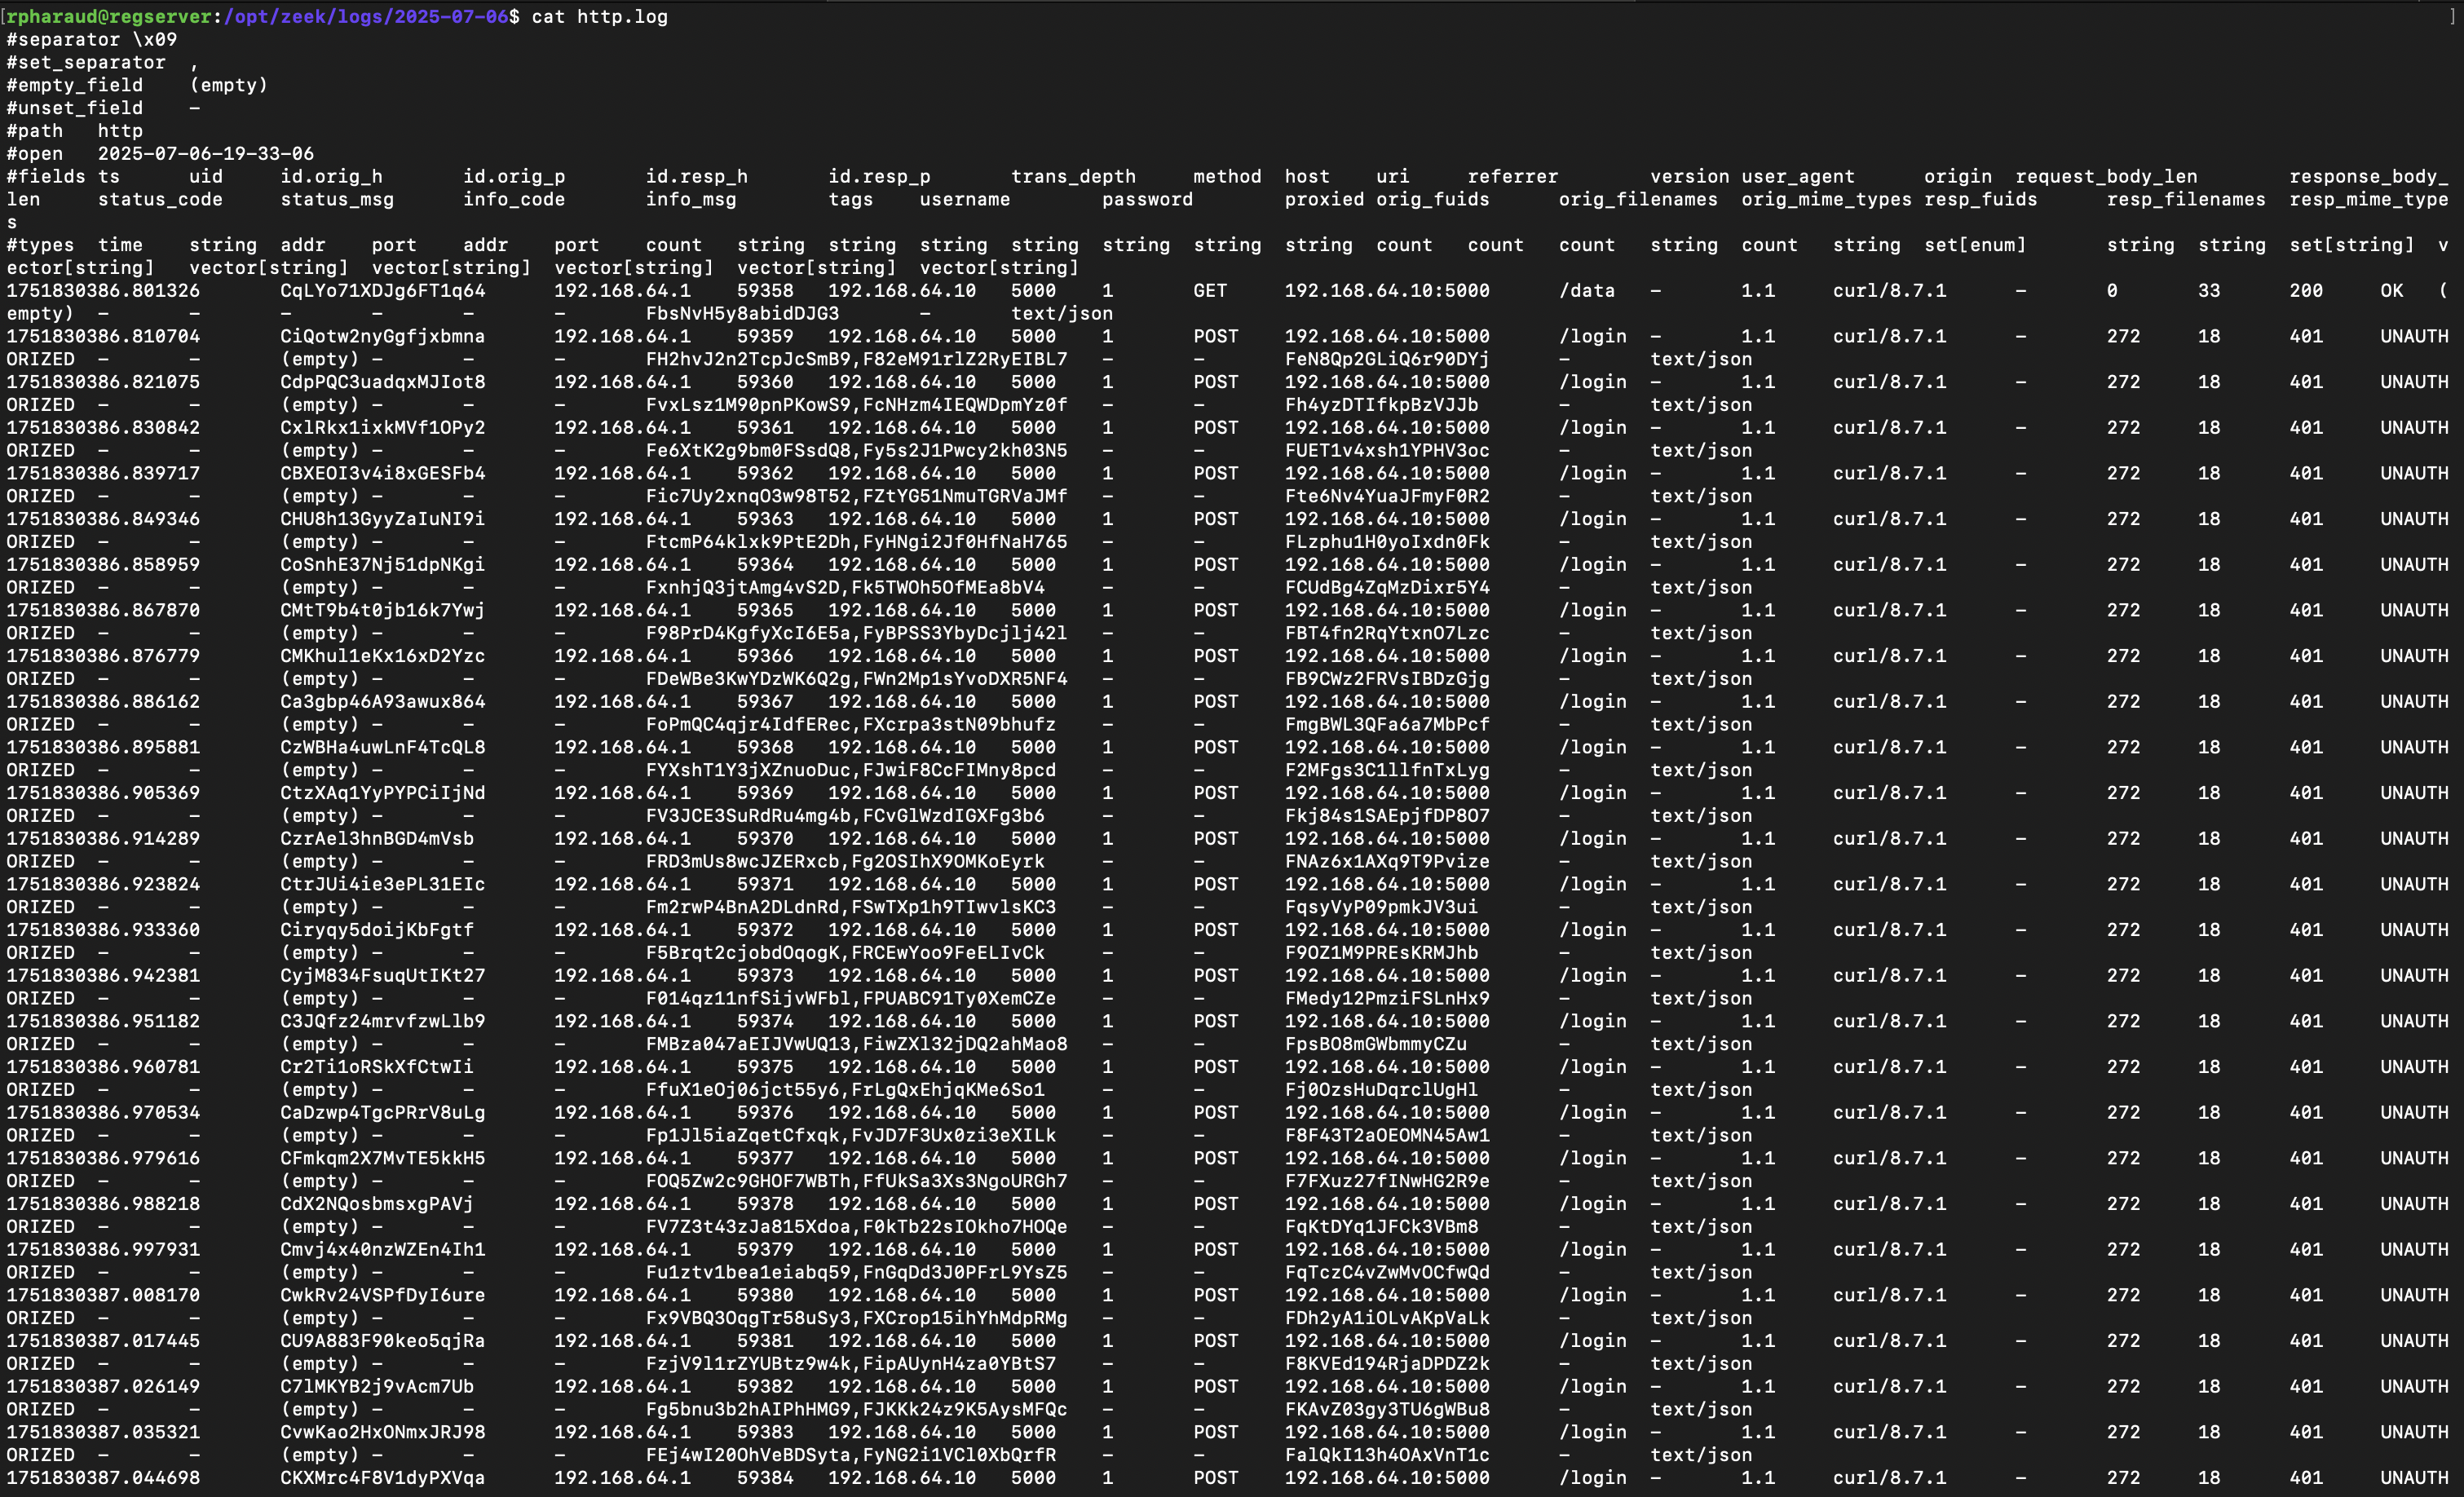 [rpharaud@regserver:/opt/zeek/logs/2025-07-06$ cat http.log ]
#separator \x09
#set_separator ,
#empty_field (empty)
#unset_field -
#path http
#open 2025-07-06-19-33-06
#fields ts uid id.orig_h id.orig_p id.resp_h id.resp_p trans_depth method host uri referrer version user_agent origin request_body_len response_body_
len status_code status_msg info_code info_msg tags username password proxied orig_fuids orig_filenames orig_mime_types resp_fuids resp_filenames resp_mime_type
s
#types time string addr port addr port count string string string string string string string count count count string count string set[enum] string string set[string] v
ector[string] vector[string] vector[string] vector[string] vector[string] vector[string]
1751830386.801326 CqLYo71XDJg6FT1q64 192.168.64.1 59358 192.168.64.10 5000 1 GET 192.168.64.10:5000 /data - 1.1 curl/8.7.1 - 0 33 200 OK (
empty) - - - - - FbsNvH5y8abidDJG3 - text/json
1751830386.810704 CiQotw2nyGgfjxbmna 192.168.64.1 59359 192.168.64.10 5000 1 POST 192.168.64.10:5000 /login - 1.1 curl/8.7.1 - 272 18 401 UNAUTH
ORIZED - - (empty) - - - FH2hvJ2n2TcpJcSmB9,F82eM91rlZ2RyEIBL7 - - FeN8Qp2GLiQ6r90DYj - text/json
1751830386.821075 CdpPQC3uadqxMJIot8 192.168.64.1 59360 192.168.64.10 5000 1 POST 192.168.64.10:5000 /login - 1.1 curl/8.7.1 - 272 18 401 UNAUTH
ORIZED - - (empty) - - - FvxLsz1M90pnPKowS9,FcNHzm4IEQWDpmYz0f - - Fh4yzDTIfkpBzVJJb - text/json
1751830386.830842 CxlRkx1ixkMVf1OPy2 192.168.64.1 59361 192.168.64.10 5000 1 POST 192.168.64.10:5000 /login - 1.1 curl/8.7.1 - 272 18 401 UNAUTH
ORIZED - - (empty) - - - Fe6XtK2g9bm0FSsdQ8,Fy5s2J1Pwcy2kh03N5 - - FUET1v4xsh1YPHV3oc - text/json
1751830386.839717 CBXEOI3v4i8xGESFb4 192.168.64.1 59362 192.168.64.10 5000 1 POST 192.168.64.10:5000 /login - 1.1 curl/8.7.1 - 272 18 401 UNAUTH
ORIZED - - (empty) - - - Fic7Uy2xnqO3w98T52,FZtYG51NmuTGRVaJMf - - Fte6Nv4YuaJFmyF0R2 - text/json
1751830386.849346 CHU8h13GyyZaIuNI9i 192.168.64.1 59363 192.168.64.10 5000 1 POST 192.168.64.10:5000 /login - 1.1 curl/8.7.1 - 272 18 401 UNAUTH
ORIZED - - (empty) - - - FtcmP64klxk9PtE2Dh,FyHNgi2Jf0HfNaH765 - - FLzphu1H0yoIxdn0Fk - text/json
1751830386.858959 CoSnhE37Nj51dpNKgi 192.168.64.1 59364 192.168.64.10 5000 1 POST 192.168.64.10:5000 /login - 1.1 curl/8.7.1 - 272 18 401 UNAUTH
ORIZED - - (empty) - - - FxnhjQ3jtAmg4vS2D,Fk5TWOh5OfMEa8bV4 - - FCUdBg4ZqMzDixr5Y4 - text/json
1751830386.867870 CMtT9b4t0jb16k7Ywj 192.168.64.1 59365 192.168.64.10 5000 1 POST 192.168.64.10:5000 /login - 1.1 curl/8.7.1 - 272 18 401 UNAUTH
ORIZED - - (empty) - - - F98PrD4KgfyXcI6E5a,FyBPSS3YbyDcjlj42l - - FBT4fn2RqYtxnO7Lzc - text/json
1751830386.876779 CMKhul1eKx16xD2Yzc 192.168.64.1 59366 192.168.64.10 5000 1 POST 192.168.64.10:5000 /login - 1.1 curl/8.7.1 - 272 18 401 UNAUTH
ORIZED - - (empty) - - - FDeWBe3KwYDzWK6Q2g,FWn2Mp1sYvoDXR5NF4 - - FB9CWz2FRVsIBDzGjg - text/json
1751830386.886162 Ca3gbp46A93awux864 192.168.64.1 59367 192.168.64.10 5000 1 POST 192.168.64.10:5000 /login - 1.1 curl/8.7.1 - 272 18 401 UNAUTH
ORIZED - - (empty) - - - FoPmQC4qjr4IdfERec,FXcrpa3stN09bhufz - - FmgBWL3QFa6a7MbPcf - text/json
1751830386.895881 CzWBHa4uwLnF4TcQL8 192.168.64.1 59368 192.168.64.10 5000 1 POST 192.168.64.10:5000 /login - 1.1 curl/8.7.1 - 272 18 401 UNAUTH
ORIZED - - (empty) - - - FYXshT1Y3jXZnuoDuc,FJwiF8CcFIMny8pcd - - F2MFgs3C1llfnTxLyg - text/json
1751830386.905369 CtzXAq1YyPYPCiIjNd 192.168.64.1 59369 192.168.64.10 5000 1 POST 192.168.64.10:5000 /login - 1.1 curl/8.7.1 - 272 18 401 UNAUTH
ORIZED - - (empty) - - - FV3JCE3SuRdRu4mg4b,FCvGlWzdIGXFg3b6 - - Fkj84s1SAEpjfDP8O7 - text/json
1751830386.914289 CzrAel3hnBGD4mVsb 192.168.64.1 59370 192.168.64.10 5000 1 POST 192.168.64.10:5000 /login - 1.1 curl/8.7.1 - 272 18 401 UNAUTH
ORIZED - - (empty) - - - FRD3mUs8wcJZERxcb,Fg2OSIhX9OMKoEyrk - - FNAz6x1AXq9T9Pvize - text/json
1751830386.923824 CtrJUi4ie3ePL31EIc 192.168.64.1 59371 192.168.64.10 5000 1 POST 192.168.64.10:5000 /login - 1.1 curl/8.7.1 - 272 18 401 UNAUTH
ORIZED - - (empty) - - - Fm2rwP4BnA2DLdnRd,FSwTXp1h9TIwvlsKC3 - - FqsyVyP09pmkJV3ui - text/json
1751830386.933360 Ciryqy5doijKbFgtf 192.168.64.1 59372 192.168.64.10 5000 1 POST 192.168.64.10:5000 /login - 1.1 curl/8.7.1 - 272 18 401 UNAUTH
ORIZED - - (empty) - - - F5Brqt2cjobdOqogK,FRCEwYoo9FeELIvCk - - F9OZ1M9PREsKRMJhb - text/json
1751830386.942381 CyjM834FsuqUtIKt27 192.168.64.1 59373 192.168.64.10 5000 1 POST 192.168.64.10:5000 /login - 1.1 curl/8.7.1 - 272 18 401 UNAUTH
ORIZED - - (empty) - - - F014qz11nfSijvWFbl,FPUABC91Ty0XemCZe - - FMedy12PmziFSLnHx9 - text/json
1751830386.951182 C3JQfz24mrvfzwLlb9 192.168.64.1 59374 192.168.64.10 5000 1 POST 192.168.64.10:5000 /login - 1.1 curl/8.7.1 - 272 18 401 UNAUTH
ORIZED - - (empty) - - - FMBza047aEIJVwUQ13,FiwZXl32jDQ2ahMao8 - - FpsBO8mGWbmmyCZu - text/json
1751830386.960781 Cr2Ti1oRSkXfCtwIi 192.168.64.1 59375 192.168.64.10 5000 1 POST 192.168.64.10:5000 /login - 1.1 curl/8.7.1 - 272 18 401 UNAUTH
ORIZED - - (empty) - - - FfuX1eOj06jct55y6,FrLgQxEhjqKMe6So1 - - Fj0OzsHuDqrclUgHl - text/json
1751830386.970534 CaDzwp4TgcPRrV8uLg 192.168.64.1 59376 192.168.64.10 5000 1 POST 192.168.64.10:5000 /login - 1.1 curl/8.7.1 - 272 18 401 UNAUTH
ORIZED - - (empty) - - - Fp1Jl5iaZqetCfxqk,FvJD7F3Ux0zi3eXILk - - F8F43T2aOEOMN45Aw1 - text/json
1751830386.979616 CFmkqm2X7MvTE5kkH5 192.168.64.1 59377 192.168.64.10 5000 1 POST 192.168.64.10:5000 /login - 1.1 curl/8.7.1 - 272 18 401 UNAUTH
ORIZED - - (empty) - - - FOQ5Zw2c9GHOF7WBTh,FfUkSa3Xs3NgoURGh7 - - F7FXuz27fINwHG2R9e - text/json
1751830386.988218 CdX2NQosbmsxgPAVj 192.168.64.1 59378 192.168.64.10 5000 1 POST 192.168.64.10:5000 /login - 1.1 curl/8.7.1 - 272 18 401 UNAUTH
ORIZED - - (empty) - - - FV7Z3t43zJa815Xdoa,F0kTb22sIOkho7HOQe - - FqKtDYq1JFCk3VBm8 - text/json
1751830386.997931 Cmvj4x40nzWZEn4Ih1 192.168.64.1 59379 192.168.64.10 5000 1 POST 192.168.64.10:5000 /login - 1.1 curl/8.7.1 - 272 18 401 UNAUTH
ORIZED - - (empty) - - - Fu1ztv1bea1eiabq59,FnGqDd3J0PFrL9YsZ5 - - FqTczC4vZwMvOCfwQd - text/json
1751830387.008170 CwkRv24VSPfDyI6ure 192.168.64.1 59380 192.168.64.10 5000 1 POST 192.168.64.10:5000 /login - 1.1 curl/8.7.1 - 272 18 401 UNAUTH
ORIZED - - (empty) - - - Fx9VBQ3OqgTr58uSy3,FXCrop15ihYhMdpRMg - - FDh2yA1iOLvAKpVaLk - text/json
1751830387.017445 CU9A883F90keo5qjRa 192.168.64.1 59381 192.168.64.10 5000 1 POST 192.168.64.10:5000 /login - 1.1 curl/8.7.1 - 272 18 401 UNAUTH
ORIZED - - (empty) - - - FzjV9l1rZYUBtz9w4k,FipAUynH4za0YBtS7 - - F8KVEd194RjaDPDZ2k - text/json
1751830387.026149 C7lMKYB2j9vAcm7Ub 192.168.64.1 59382 192.168.64.10 5000 1 POST 192.168.64.10:5000 /login - 1.1 curl/8.7.1 - 272 18 401 UNAUTH
ORIZED - - (empty) - - - Fg5bnu3b2hAIPhHMG9,FJKKk24z9K5AysMFQc - - FKAvZ03gy3TU6gWBu8 - text/json
1751830387.035321 CvwKao2HxONmxJRJ98 192.168.64.1 59383 192.168.64.10 5000 1 POST 192.168.64.10:5000 /login - 1.1 curl/8.7.1 - 272 18 401 UNAUTH
ORIZED - - (empty) - - - FEj4wI20OhVeBDSyta,FyNG2i1VCl0XbQrfR - - FalQkI13h4OAxVnT1c - text/json
1751830387.044698 CKXMrc4F8V1dyPXVqa 192.168.64.1 59384 192.168.64.10 5000 1 POST 192.168.64.10:5000 /login - 1.1 curl/8.7.1 - 272 18 401 UNAUTH